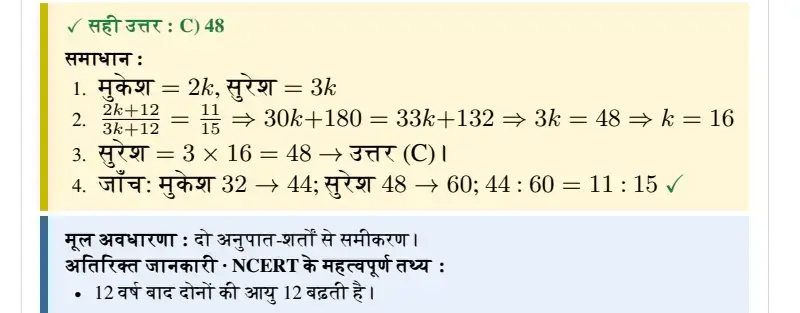 ✓ सही उत्तर : C) 48
समाधान :
1. मुकेश = 2k, सुरेश = 3k
2. \frac{2k+12}{3k+12} = \frac{11}{15} ⇒ 30k+180 = 33k+132 ⇒ 3k = 48 ⇒ k = 16
3. सुरेश = 3 × 16 = 48 → उत्तर (C)।
4. जाँच: मुकेश 32 → 44; सुरेश 48 → 60; 44 : 60 = 11 : 15 ✓
मूल अवधारणा : दो अनुपात-शर्तों से समीकरण।
अतिरिक्त जानकारी · NCERT के महत्वपूर्ण तथ्य :
• 12 वर्ष बाद दोनों की आयु 12 बढ़ती है।